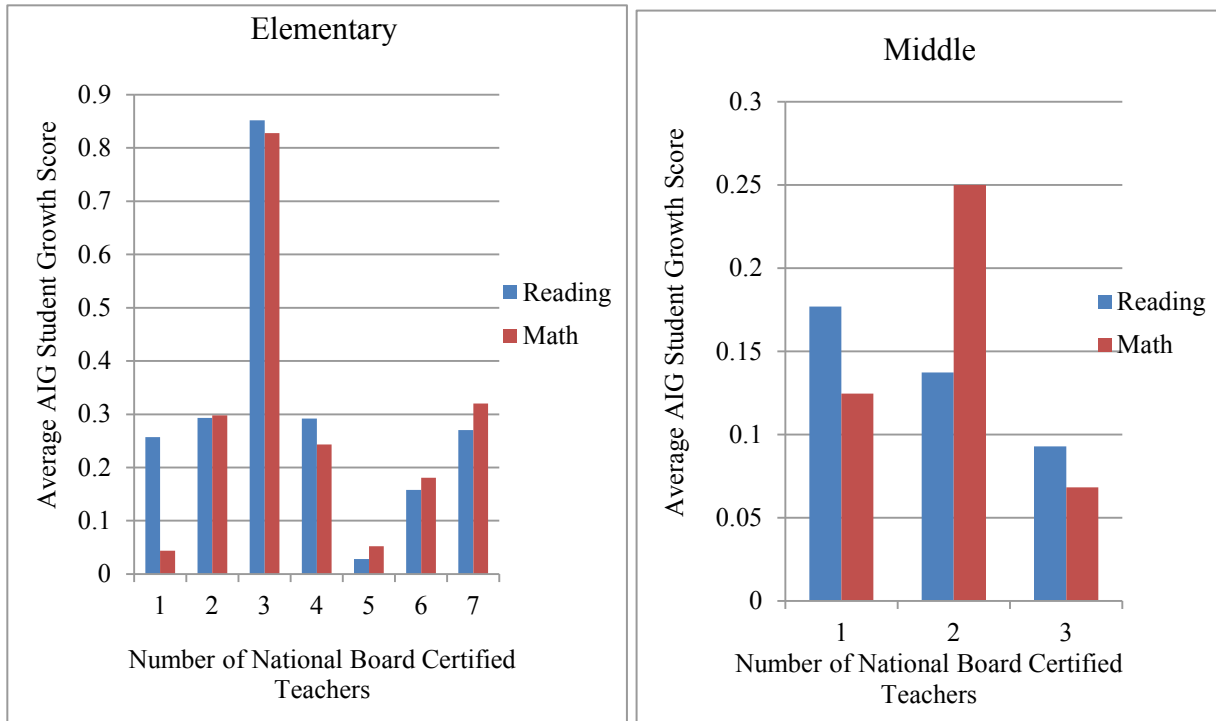 Elementary
Average AIG Student Growth Score
0.9
0.8
0.7
0.6
0.5
0.4
0.3
0.2
0.1
0
1 2 3 4 5 6 7
Number of National Board Certified
Teachers
Reading
Math
Middle
Average AIG Student Growth Score
0.3
0.25
0.2
0.15
0.1
0.05
0
1 2 3
Number of National Board Certified
Teachers
Reading
Math